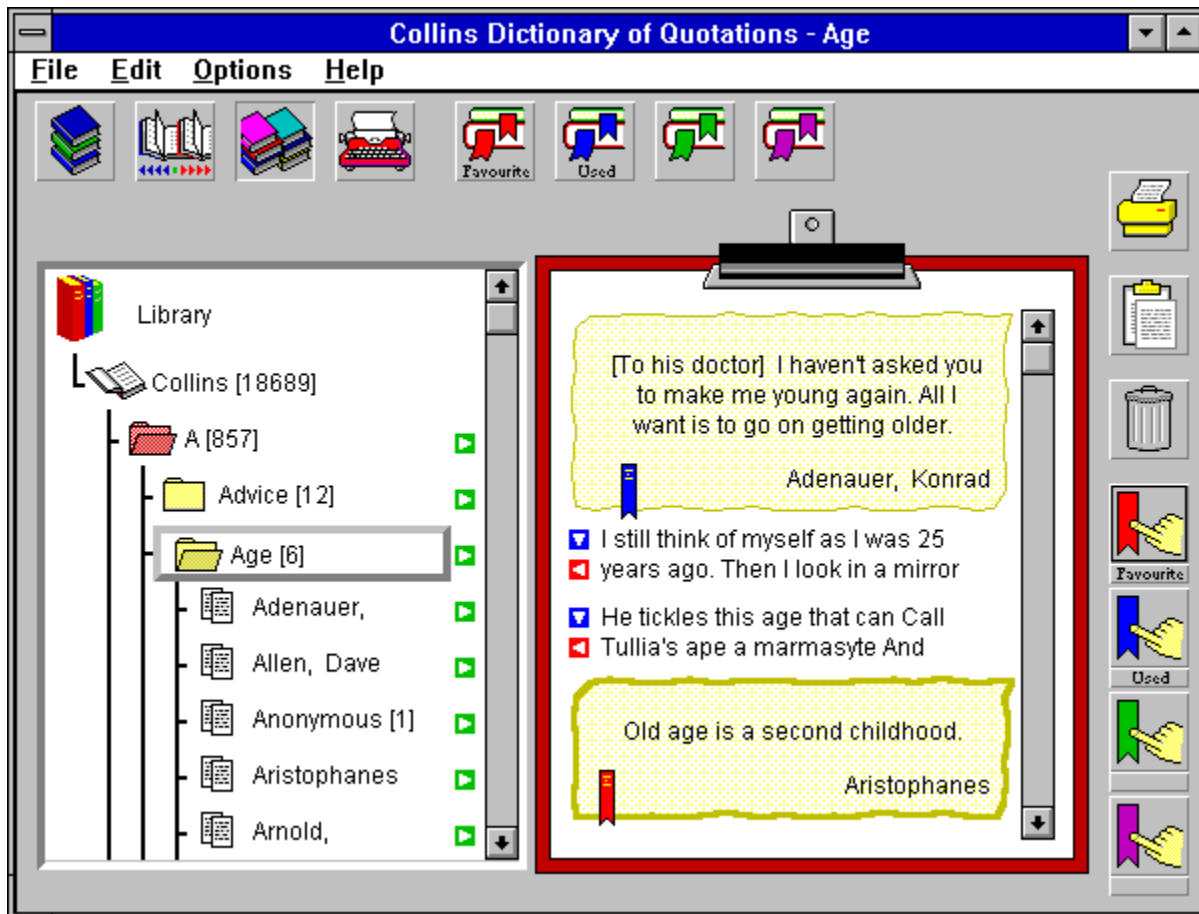 Collins Dictionary of Quotations - Age
File Edit Options Help
Favourite Used
Library
Collins [18689]
A [857]
Advice [12]
Age [6]
Adenauer,
Allen, Dave
Anonymous [1]
Aristophanes
Arnold,
[To his doctor] I haven't asked you
to make me young again. All I
want is to go on getting older.
Adenauer, Konrad
I still think of myself as I was 25
years ago. Then I look in a mirror
He tickles this age that can Call
Tullia's ape a marmasyte And
Old age is a second childhood.
Aristophanes
Favourite
Used